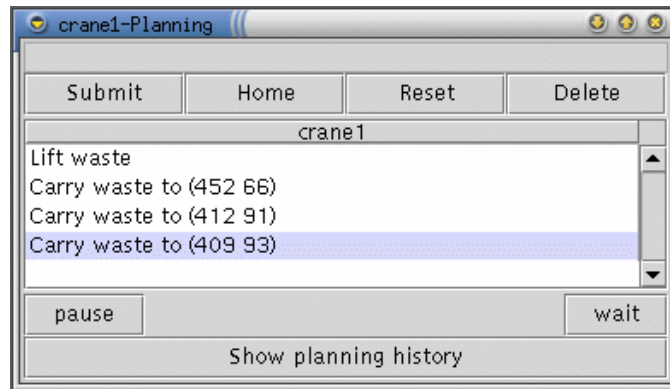 crane1-Planning
Submit Home Reset Delete
crane1
Lift waste
Carry waste to (452 66)
Carry waste to (412 91)
Carry waste to (409 93)
pause wait
Show planning history